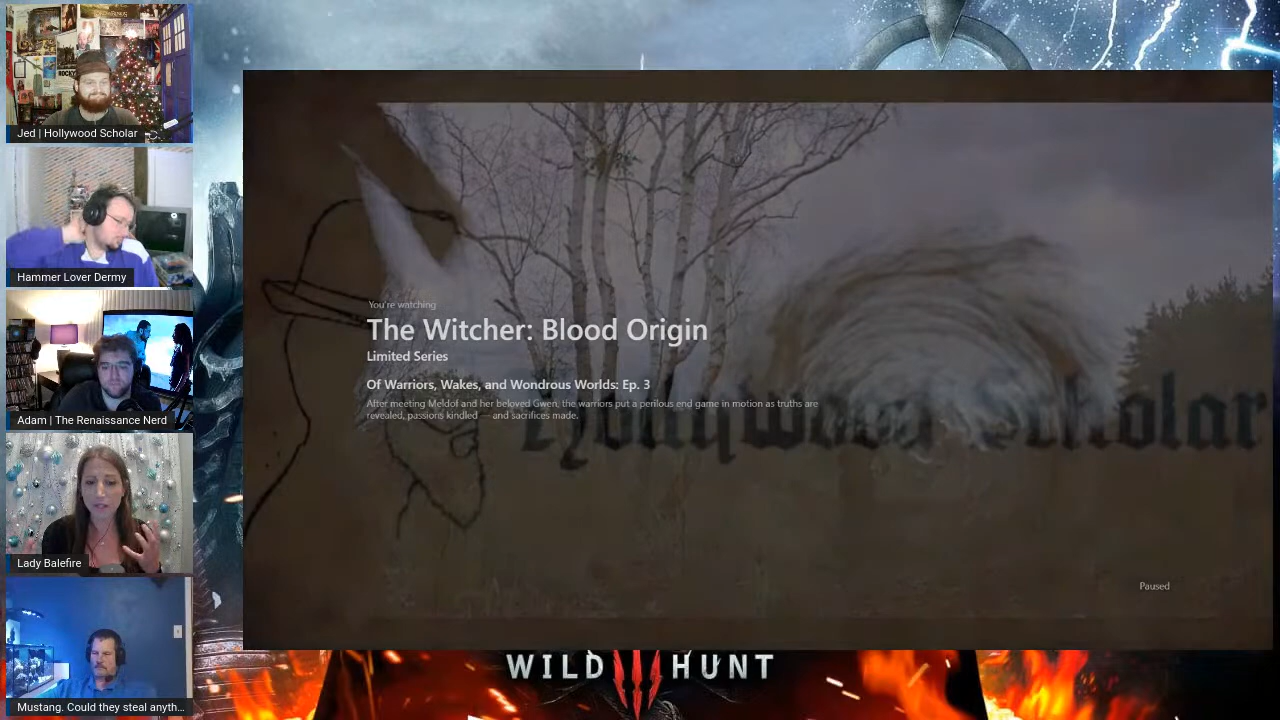 Jed | Hollywood Scholar
Hammer Lover Dermy
Adam | The Renaissance Nerd
Lady Balefire
Mustang. Could they steal anyth...
You're watching
The Witcher: Blood Origin
Limited Series
Of Warriors, Wakes, and Wondrous Worlds: Ep. 3
After meeting Meldof and her beloved Gwen, the warriors put a perilous end game in motion as truths are
revealed, passions kindled — and sacrifices made.
Hollywood Scholar
Paused
WILD HUNT